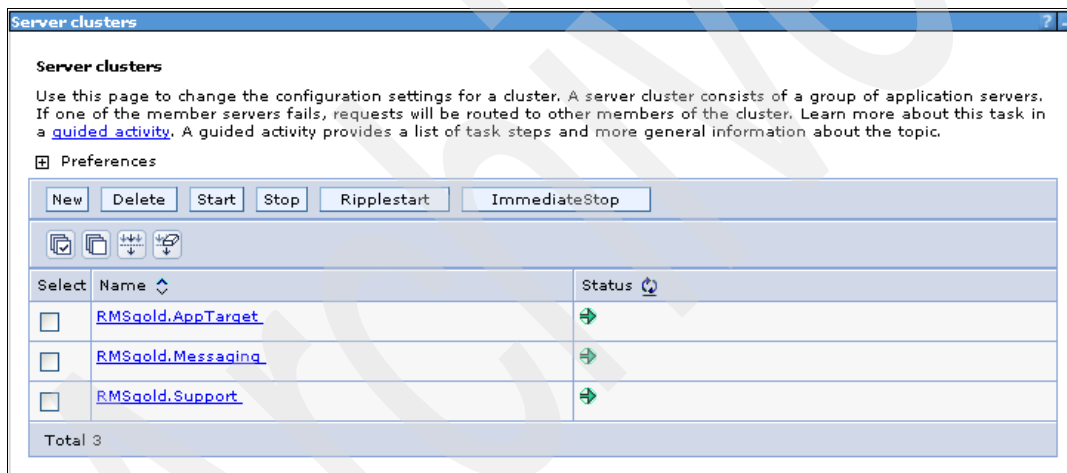 Server clusters ? -
Server clusters
Use this page to change the configuration settings for a cluster. A server cluster consists of a group of application servers.
If one of the member servers fails, requests will be routed to other members of the cluster. Learn more about this task in
a guided activity. A guided activity provides a list of task steps and more general information about the topic.
Preferences
New Delete Start Stop Ripplestart ImmediateStop
Select Name Status
RMSgold.AppTarget
RMSgold.Messaging
RMSgold.Support
Total 3